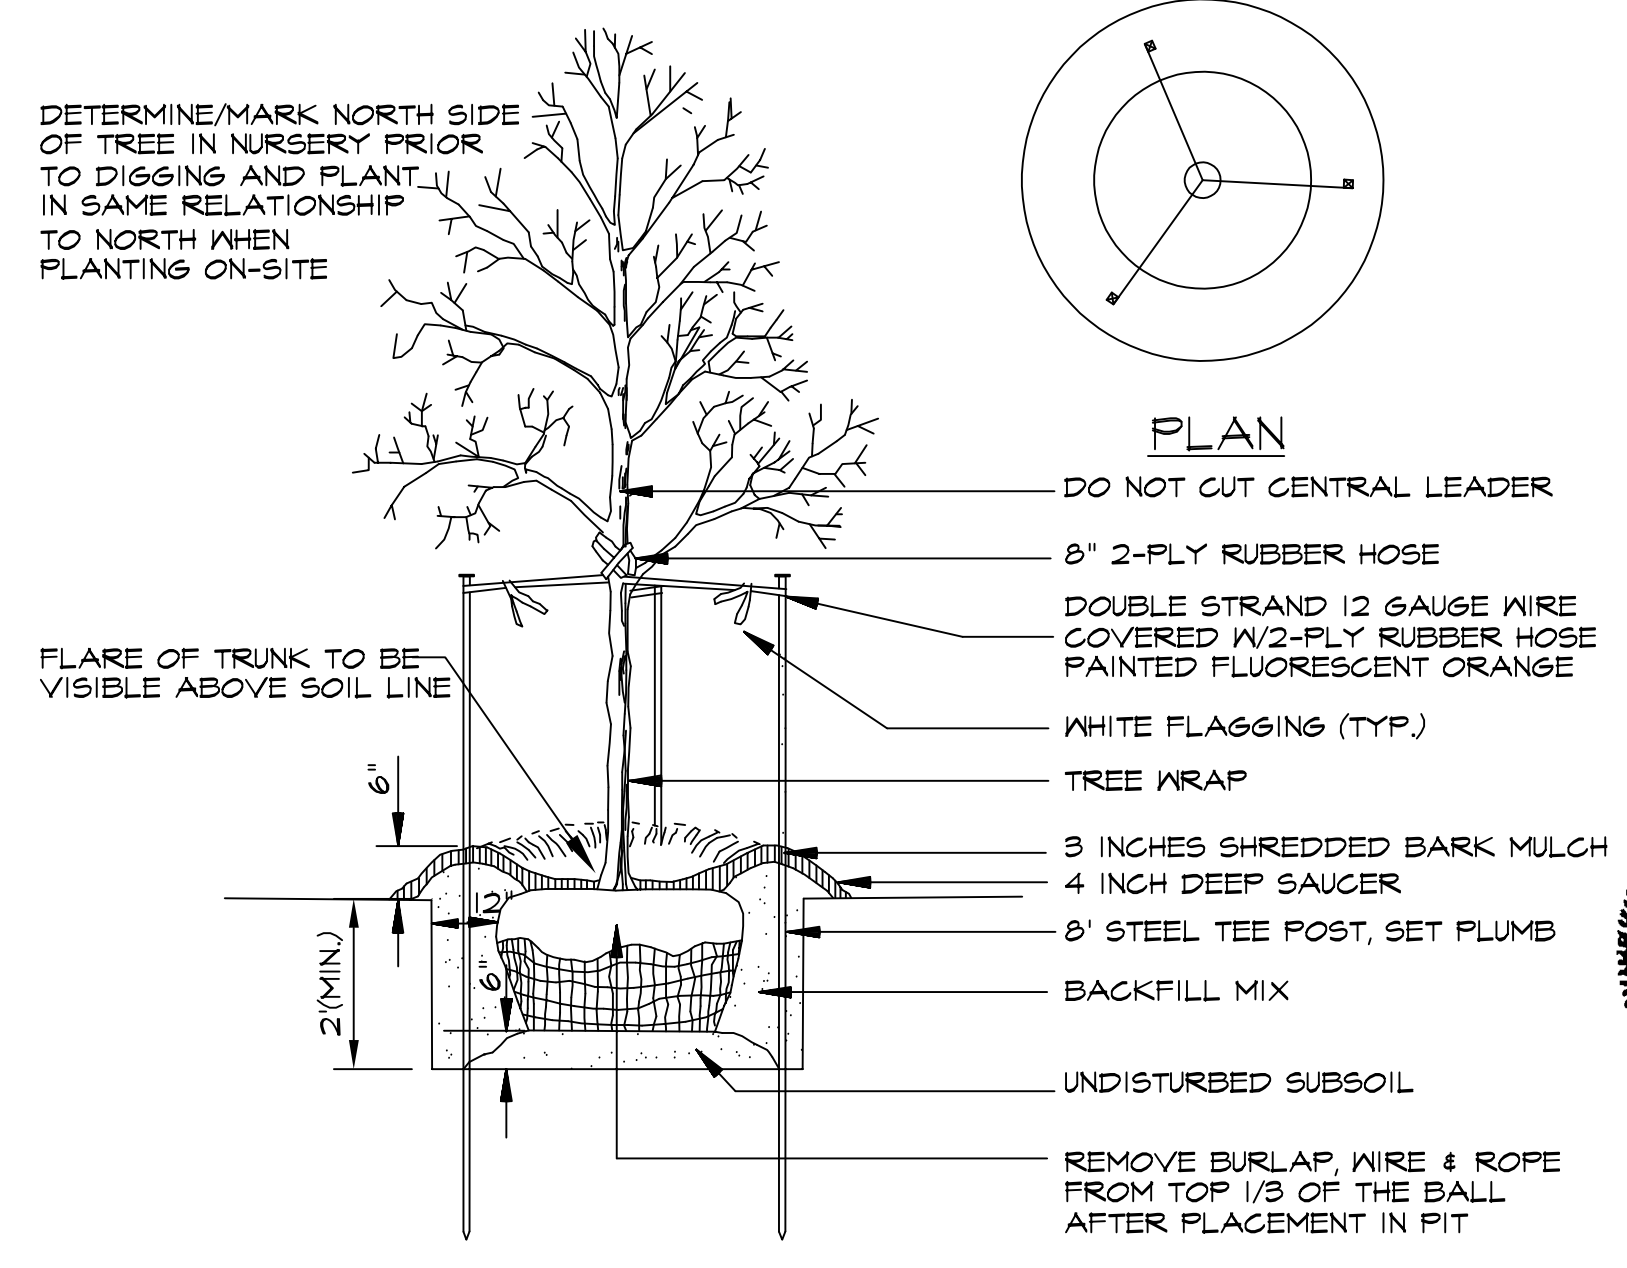 DETERMINE/MARK NORTH SIDE
OF TREE IN NURSERY PRIOR
TO DIGGING AND PLANT
IN SAME RELATIONSHIP
TO NORTH WHEN
PLANTING ON-SITE
PLAN
DO NOT CUT CENTRAL LEADER
8" 2-PLY RUBBER HOSE
DOUBLE STRAND 12 GAUGE WIRE
COVERED W/2-PLY RUBBER HOSE
PAINTED FLUORESCENT ORANGE
FLARE OF TRUNK TO BE
VISIBLE ABOVE SOIL LINE
WHITE FLAGGING (TYP.)
TREE WRAP
6"
3 INCHES SHREDDED BARK MULCH
4 INCH DEEP SAUCER
12"
8' STEEL TEE POST, SET PLUMB
2'(MIN.)
6"
BACKFILL MIX
UNDISTURBED SUBSOIL
REMOVE BURLAP, WIRE & ROPE
FROM TOP 1/3 OF THE BALL
AFTER PLACEMENT IN PIT